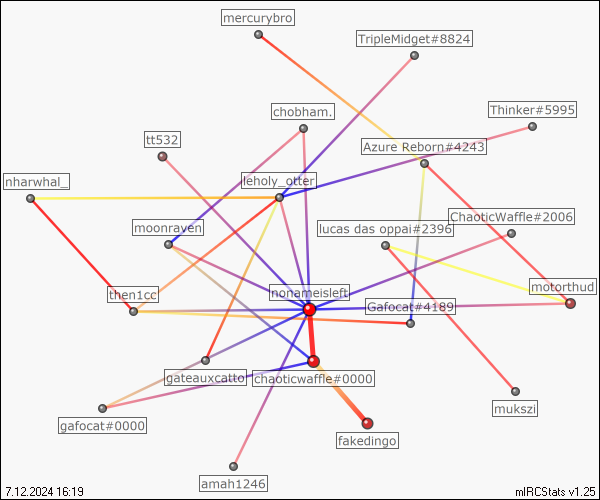 mercurybro
TripleMidget#8824
chobham.
Thinker#5995
tt532
Azure Reborn#4243
nharwhal_
leholy_otter
ChaoticWaffle#2006
moonraven
lucas das oppai#2396
motorthud
nonameisleft
then1cc
Gafocat#4189
gateauxcatto
chaoticwaffle#0000
mukszi
gafocat#0000
fakedingo
amah1246
7.12.2024 16:19
mIRCStats v1.25